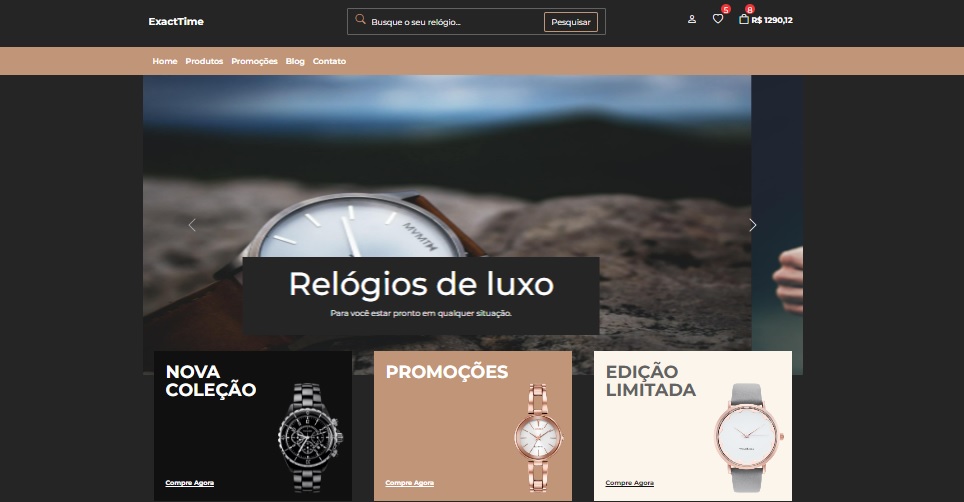 ExactTime
Busque o seu relógio...
Pesquisar
5
8
R$ 1290,12
Home Produtos Promoções Blog Contato
MVMTH
Relógios de luxo
Para você estar pronto em qualquer situação.
NOVA
COLEÇÃO
Compre Agora
PROMOÇÕES
Compre Agora
EDIÇÃO
LIMITADA
Compre Agora